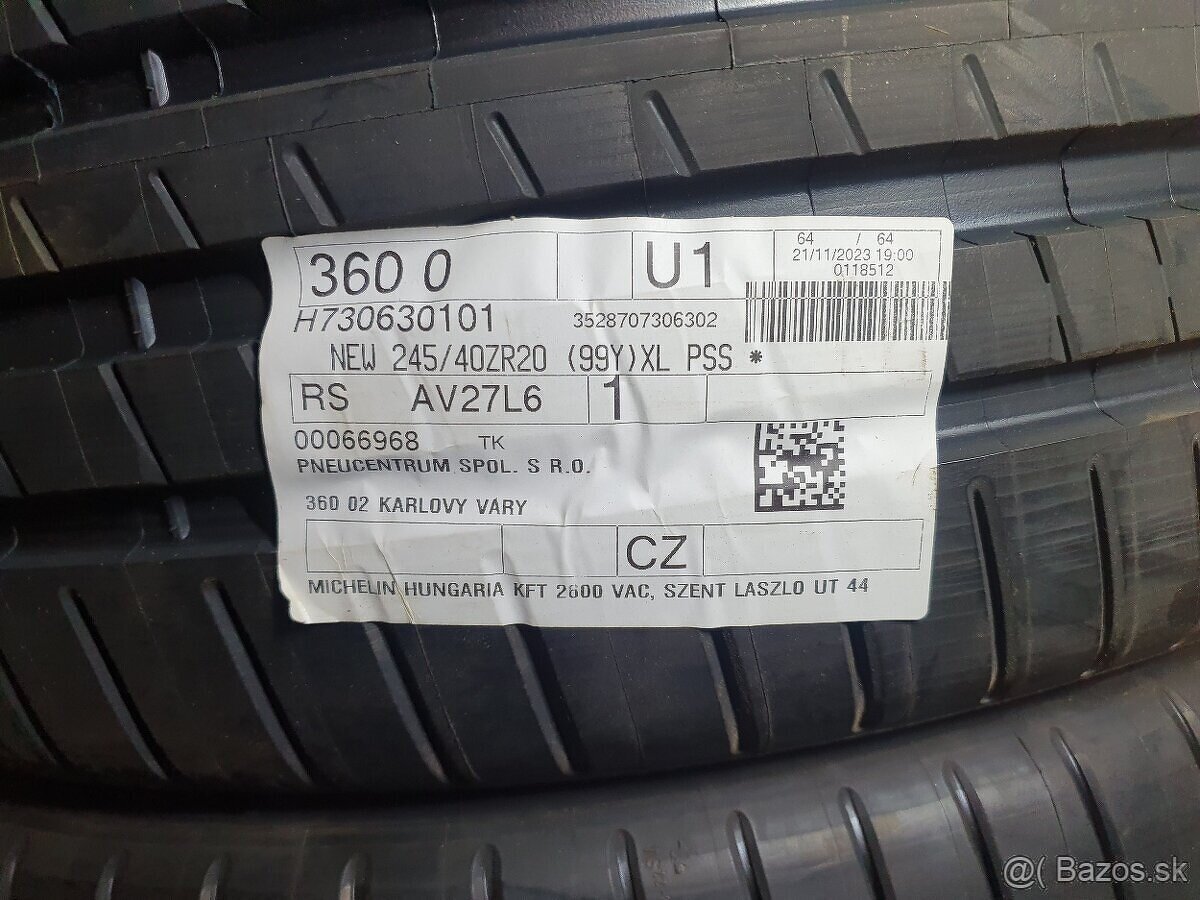 360 0 U1 64 / 64
21/11/2023 19:00
0118512
H730630101 3528707306302
NEW 245/40ZR20 (99Y)XL PSS *
RS AV27L6 1
00066968 TK
PNEUCENTRUM SPOL. S R.O.
360 02 KARLOVY VARY
CZ
MICHELIN HUNGARIA KFT 2600 VAC, SZENT LASZLO UT 44
@( Bazos.sk